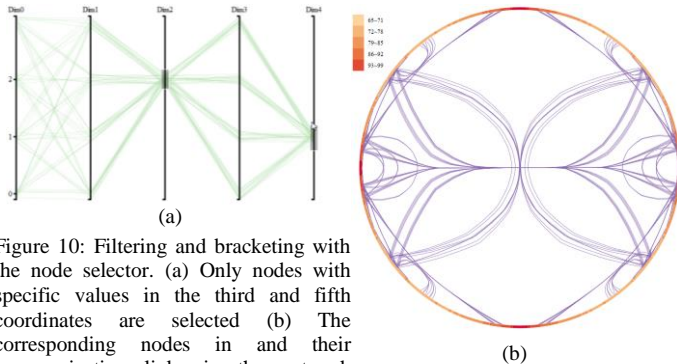 Dim0 Dim1 Dim2 Dim3 Dim4
2
1
0
(a)
65-71
72-78
79-85
86-92
93-99
(b)
Figure 10: Filtering and bracketing with
the node selector. (a) Only nodes with
specific values in the third and fifth
coordinates are selected (b) The
corresponding nodes in and their